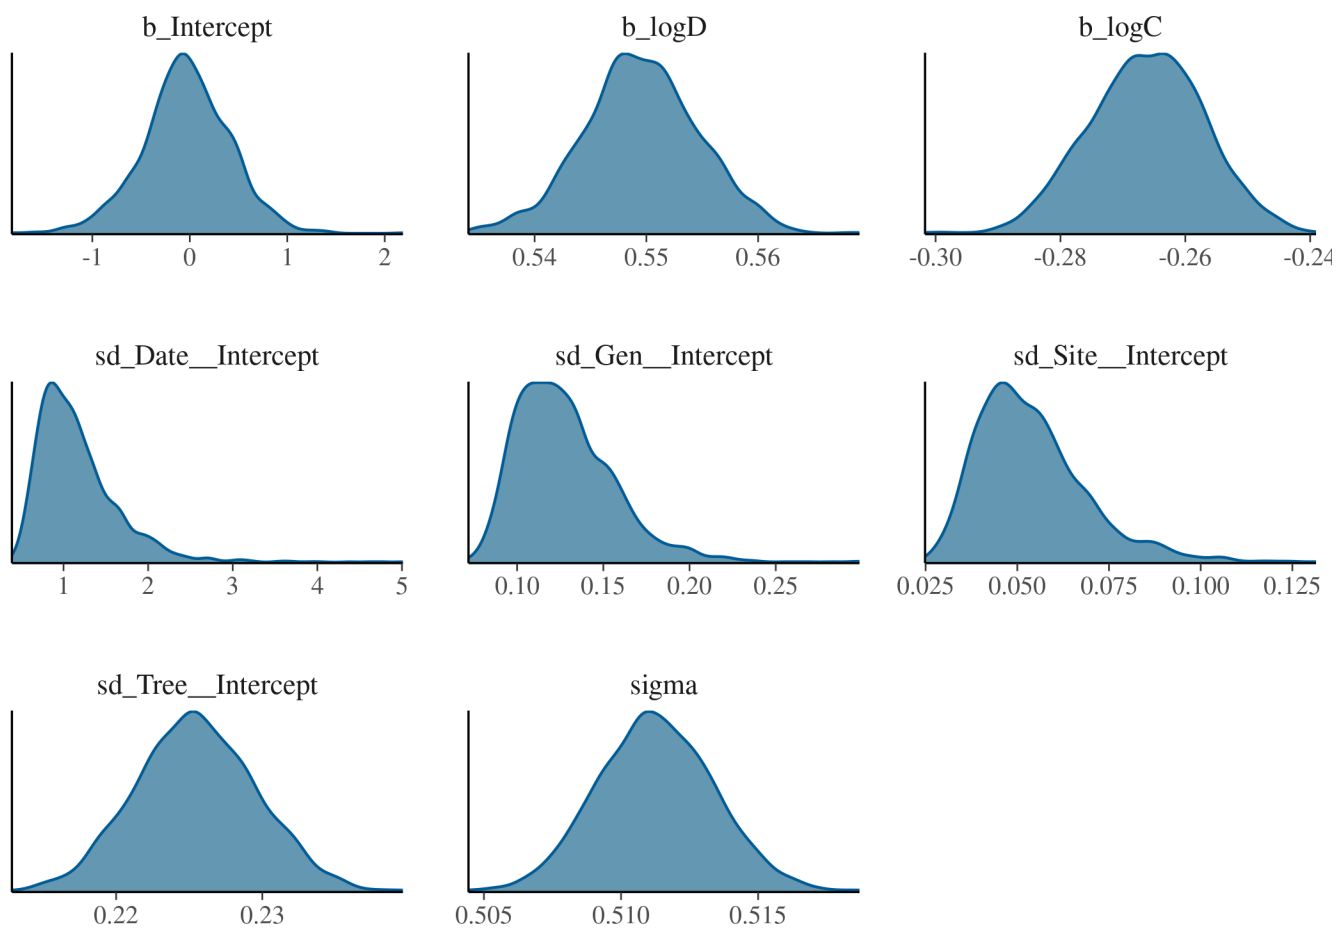 b_Intercept b_logD b_logC
-1 0 1 2 0.54 0.55 0.56 -0.30 -0.28 -0.26 -0.24
sd_Date__Intercept sd_Gen__Intercept sd_Site__Intercept
1 2 3 4 5 0.10 0.15 0.20 0.25 0.025 0.050 0.075 0.100 0.125
sd_Tree__Intercept sigma
0.22 0.23 0.505 0.510 0.515